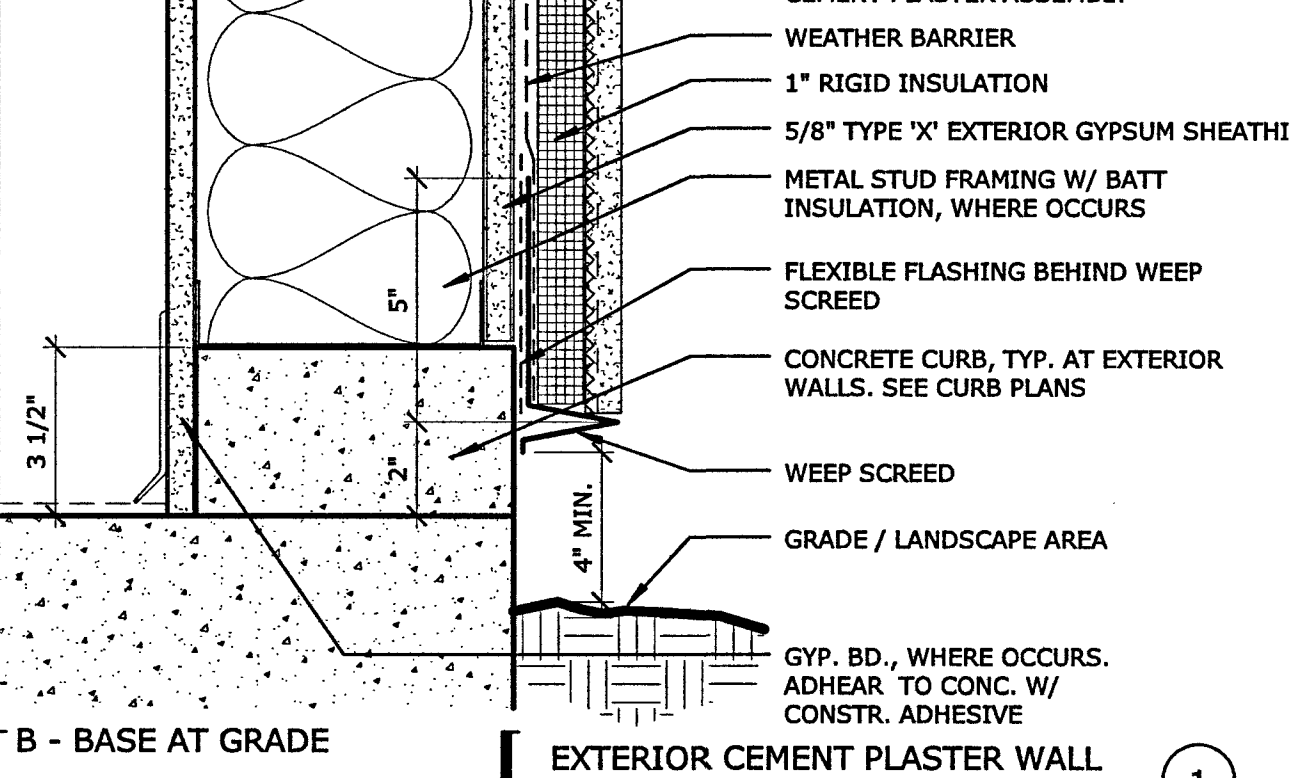 WEATHER BARRIER
1" RIGID INSULATION
5/8" TYPE 'X' EXTERIOR GYPSUM SHEATHI
METAL STUD FRAMING W/ BATT
INSULATION, WHERE OCCURS
5"
FLEXIBLE FLASHING BEHIND WEEP
SCREED
CONCRETE CURB, TYP. AT EXTERIOR
WALLS. SEE CURB PLANS
3 1/2"
2"
WEEP SCREED
4" MIN.
GRADE / LANDSCAPE AREA
GYP. BD., WHERE OCCURS.
ADHEAR TO CONC. W/
CONSTR. ADHESIVE
B - BASE AT GRADE
EXTERIOR CEMENT PLASTER WALL
1